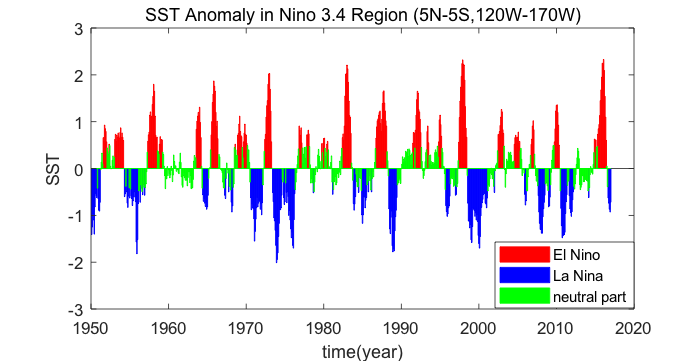 SST Anomaly in Nino 3.4 Region (5N-5S,120W-170W)
3
2
1
0
-1
-2
-3
SST
El Nino
La Nina
neutral part
1950 1960 1970 1980 1990 2000 2010 2020
time(year)